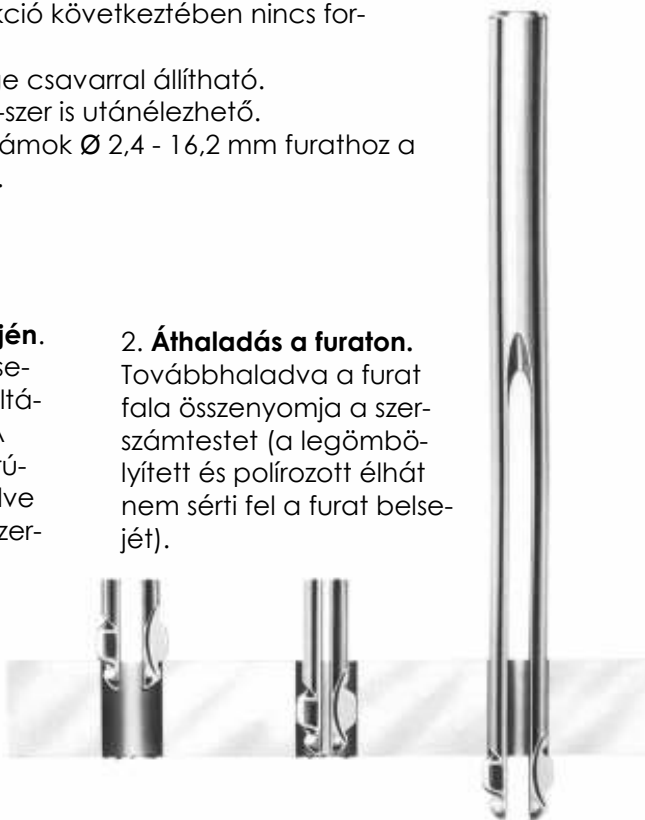 kció következtében nincs for-
e csavarral állítható.
-szer is utánélezhető.
ámok Ø 2,4 - 16,2 mm furathoz a
.
jén.
se-
ltá-
A
rú-
lve
zer-
2. Áthaladás a furaton.
Továbbhaladva a furat
fala összenyomja a szer-
számtestet (a legömbö-
lyített és polírozott élhát
nem sérti fel a furat belse-
jét).